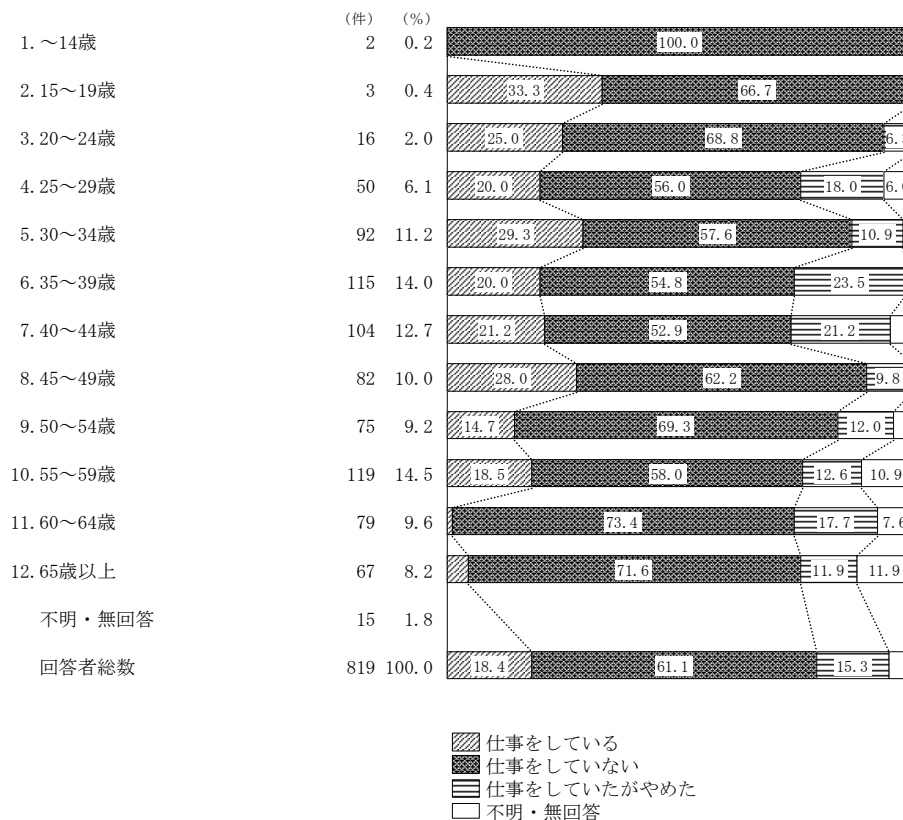 (件) (%)
1. ～14歳 2 0.2 100.0
2. 15～19歳 3 0.4 33.3 66.7
3. 20～24歳 16 2.0 25.0 68.8 6.
4. 25～29歳 50 6.1 20.0 56.0 18.0 6.
5. 30～34歳 92 11.2 29.3 57.6 10.9
6. 35～39歳 115 14.0 20.0 54.8 23.5
7. 40～44歳 104 12.7 21.2 52.9 21.2
8. 45～49歳 82 10.0 28.0 62.2 9.8
9. 50～54歳 75 9.2 14.7 69.3 12.0
10. 55～59歳 119 14.5 18.5 58.0 12.6 10.9
11. 60～64歳 79 9.6 73.4 17.7 7.6
12. 65歳以上 67 8.2 71.6 11.9 11.9
不明・無回答 15 1.8
回答者総数 819 100.0 18.4 61.1 15.3
仕事をしている
仕事をしていない
仕事をしていたがやめた
不明・無回答